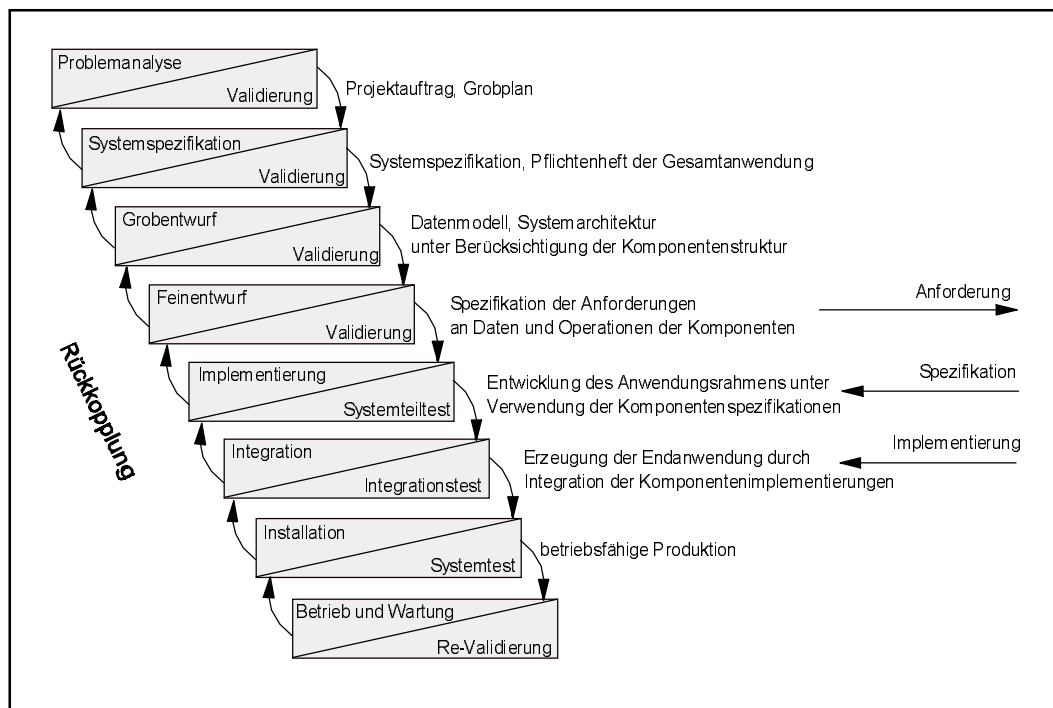 Problemanalyse
Validierung
Projektauftrag, Grobplan
Systemspezifikation
Validierung
Systemspezifikation, Pflichtenheft der Gesamtanwendung
Grobentwurf
Validierung
Datenmodell, Systemarchitektur
unter Berücksichtigung der Komponentenstruktur
Feinentwurf
Validierung
Spezifikation der Anforderungen
an Daten und Operationen der Komponenten
Anforderung
Rückkopplung
Implementierung
Systemteiltest
Entwicklung des Anwendungsrahmens unter
Verwendung der Komponentenspezifikationen
Spezifikation
Integration
Integrationstest
Erzeugung der Endanwendung durch
Integration der Komponentenimplementierungen
Implementierung
Installation
Systemtest
betriebsfähige Produktion
Betrieb und Wartung
Re-Validierung